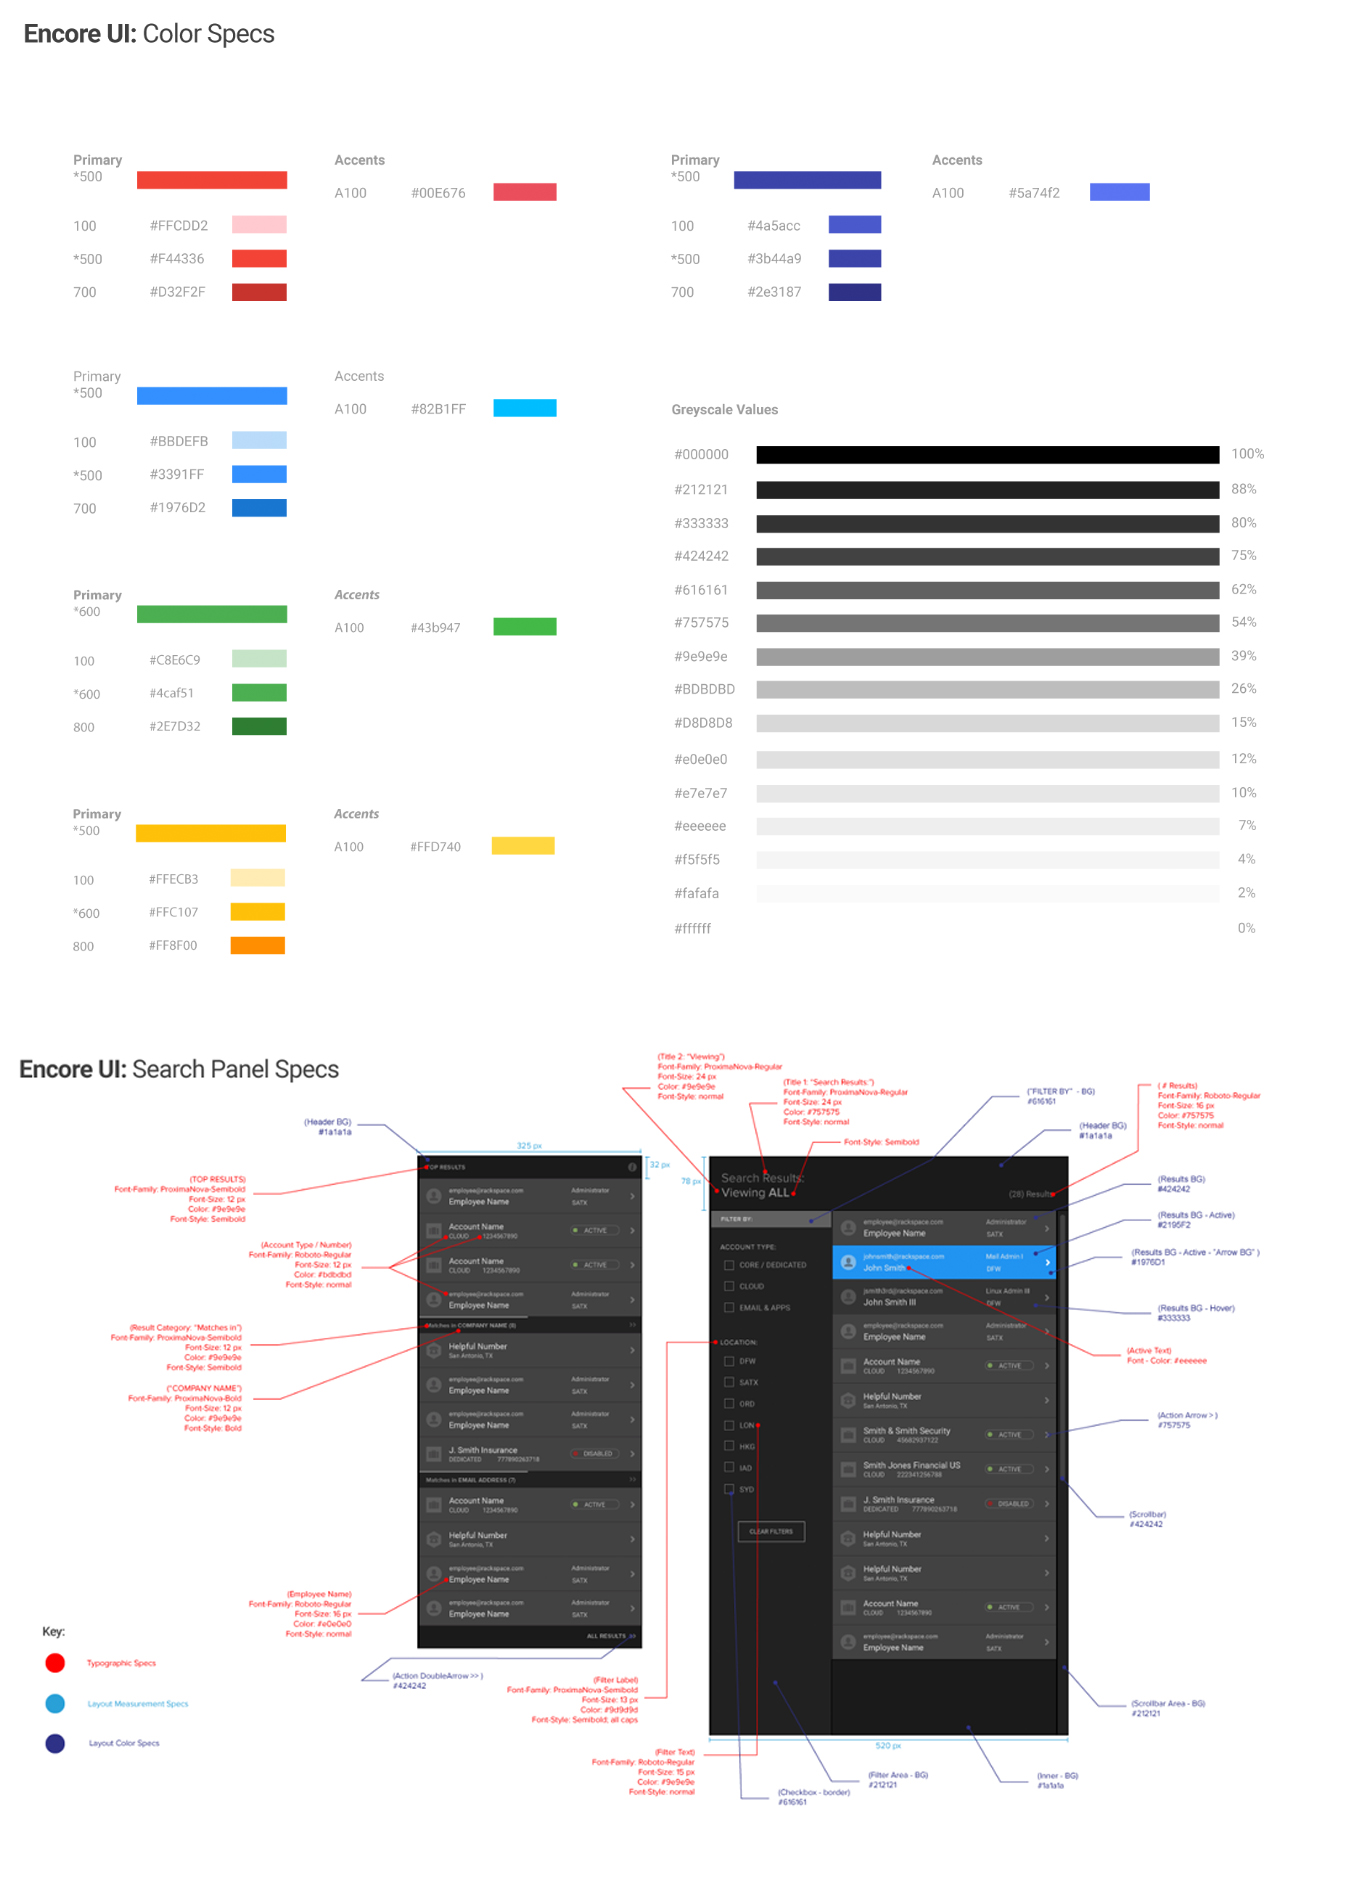 Encore UI: Color Specs
Primary
*500
100 #FFCDD2
*500 #F44336
700 #D32F2F
Accents
A100 #00E676
Primary
*500
100 #4a5acc
*500 #3b44a9
700 #2e3187
Accents
A100 #5a74f2
Primary
*500
100 #BBDEFB
*500 #3391FF
700 #1976D2
Accents
A100 #82B1FF
Primary
*600
100 #C8E6C9
*600 #4caf51
800 #2E7D32
Accents
A100 #43b947
Primary
*500
100 #FFECB3
*600 #FFC107
800 #FF8F00
Accents
A100 #FFD740
Greyscale Values
#000000 100%
#212121 88%
#333333 80%
#424242 75%
#616161 62%
#757575 54%
#9e9e9e 39%
#BDBDBD 26%
#D8D8D8 15%
#e0e0e0 12%
#e7e7e7 10%
#eeeeee 7%
#f5f5f5 4%
#fafafa 2%
#ffffff 0%
Encore UI: Search Panel Specs
(Header BG)
#1a1a1a
(TOP RESULTS)
Font-Family: ProximaNova-Semibold
Font-Size: 12 px
Color: #9e9e9e
Font-Style: Semibold
(Account Type / Number)
Font-Family: Roboto-Regular
Font-Size: 12 px
Color: #bdbdbd
Font-Style: normal
(Result Category: "Matches in")
Font-Family: ProximaNova-Semibold
Font-Size: 12 px
Color: #9e9e9e
Font-Style: Semibold
("COMPANY NAME")
Font-Family: ProximaNova-Bold
Font-Size: 12 px
Color: #9e9e9e
Font-Style: Bold
(Employee Name)
Font-Family: Roboto-Regular
Font-Size: 16 px
Color: #e0e0e0
Font-Style: normal
Key:
Typographic Specs
Layout Measurement Specs
Layout Color Specs
325 px
32 px
TOP RESULTS
employee@rackspace.com Administrator
Employee Name SATX
Account Name ACTIVE
CLOUD 1234567890
Account Name ACTIVE
CLOUD 1234567890
employee@rackspace.com Administrator
Employee Name SATX
Matches in COMPANY NAME (5) >>
Helpful Number
San Antonio, TX
employee@rackspace.com Administrator
Employee Name SATX
employee@rackspace.com Administrator
Employee Name SATX
J. Smith Insurance DISABLED
DEDICATED 777890263718
Matches in EMAIL ADDRESS (7) >>
Account Name ACTIVE
CLOUD 1234567890
Helpful Number
San Antonio, TX
employee@rackspace.com Administrator
Employee Name SATX
employee@rackspace.com Administrator
Employee Name SATX
ALL RESULTS >>
(Action DoubleArrow >> )
#424242
(Title 2: "Viewing")
Font-Family: ProximaNova-Regular
Font-Size: 24 px
Color: #9e9e9e
Font-Style: normal
(Title 1: "Search Results:")
Font-Family: ProximaNova-Regular
Font-Size: 24 px
Color: #757575
Font-Style: normal
Font-Style: Semibold
("FILTER BY" - BG)
#616161
(Header BG)
#1a1a1a
( # Results)
Font-Family: Roboto-Regular
Font-Size: 16 px
Color: #757575
Font-Style: normal
78 px
Search Results:
Viewing ALL
(28) Results
FILTER BY:
ACCOUNT TYPE:
CORE / DEDICATED
CLOUD
EMAIL & APPS
LOCATION:
DFW
SATX
ORD
LON
HKG
IAD
SYD
CLEAR FILTERS
employee@rackspace.com Administrator
Employee Name SATX
johnsmith@rackspace.com Mail Admin I
John Smith DFW
jsmith3rd@rackspace.com Linux Admin III
John Smith III DFW
employee@rackspace.com Administrator
Employee Name SATX
Account Name ACTIVE
CLOUD 1234567890
Helpful Number
San Antonio, TX
Smith & Smith Security ACTIVE
CLOUD 45682937122
Smith Jones Financial US ACTIVE
CLOUD 222341256788
J. Smith Insurance DISABLED
DEDICATED 777890263718
Helpful Number
San Antonio, TX
Helpful Number
San Antonio, TX
Account Name ACTIVE
CLOUD 1234567890
employee@rackspace.com Administrator
Employee Name SATX
520 px
(Results BG)
#424242
(Results BG - Active)
#2195F2
(Results BG - Active - "Arrow BG" )
#1976D1
(Results BG - Hover)
#333333
(Active Text)
Font - Color: #eeeeee
(Action Arrow > )
#757575
(Scrollbar)
#424242
(Scrollbar Area - BG)
#212121
(Filter Label)
Font-Family: ProximaNova-Semibold
Font-Size: 13 px
Color: #9d9d9d
Font-Style: Semibold; all caps
(Filter Text)
Font-Family: Roboto-Regular
Font-Size: 15 px
Color: #9e9e9e
Font-Style: normal
(Checkbox - border)
#616161
(Filter Area - BG)
#212121
(Inner - BG)
#1a1a1a